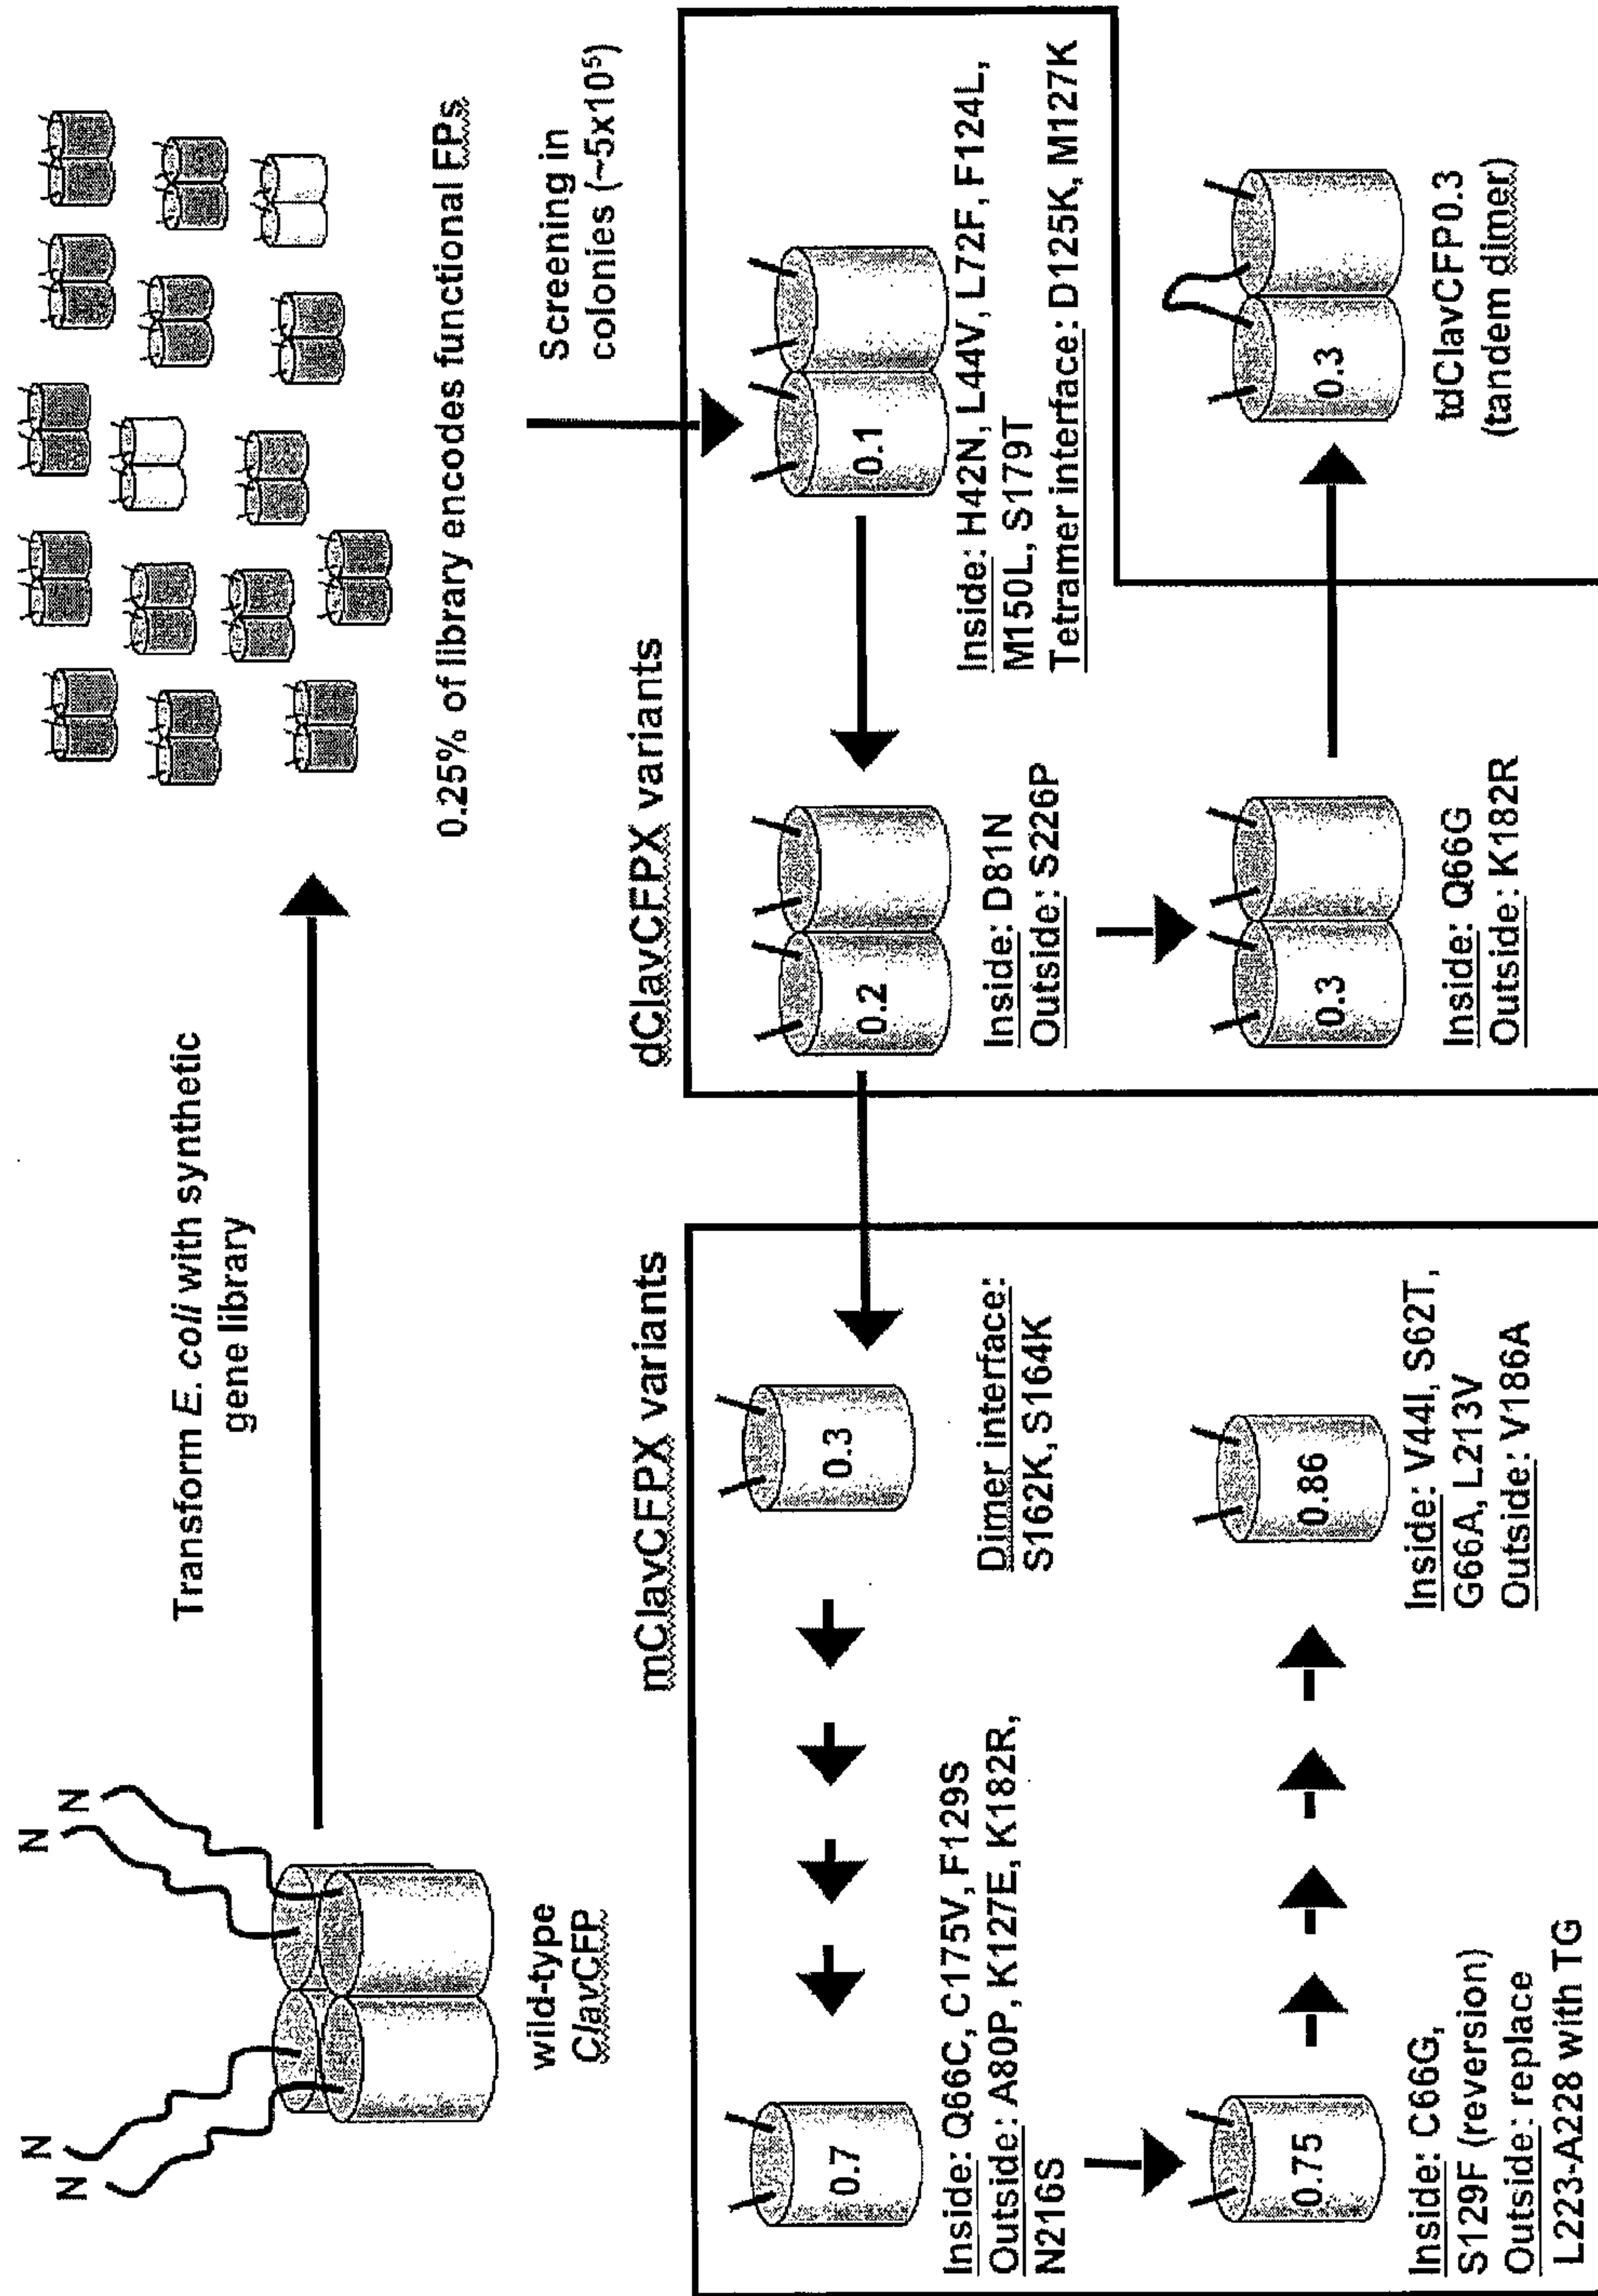 N
N
N
N
wild-type
ClavCFP
Transform E. coli with synthetic
gene library
0.25% of library encodes functional FPs
Screening in
colonies (~5x10⁵)
dClavCFPX variants
0.1
Inside: H42N, L44V, L72F, F124L,
M150L, S179T
Tetramer interface: D125K, M127K
0.2
Inside: D81N
Outside: S226P
0.3
Inside: Q66G
Outside: K182R
0.3
tdClavCFP0.3
(tandem dimer)
mClavCFPX variants
0.3
Dimer interface:
S162K, S164K
0.7
Inside: Q66C, C175V, F129S
Outside: A80P, K127E, K182R,
N216S
0.75
Inside: C66G,
S129F (reversion)
Outside: replace
L223-A228 with TG
0.86
Inside: V44I, S62T,
G66A, L213V
Outside: V186A